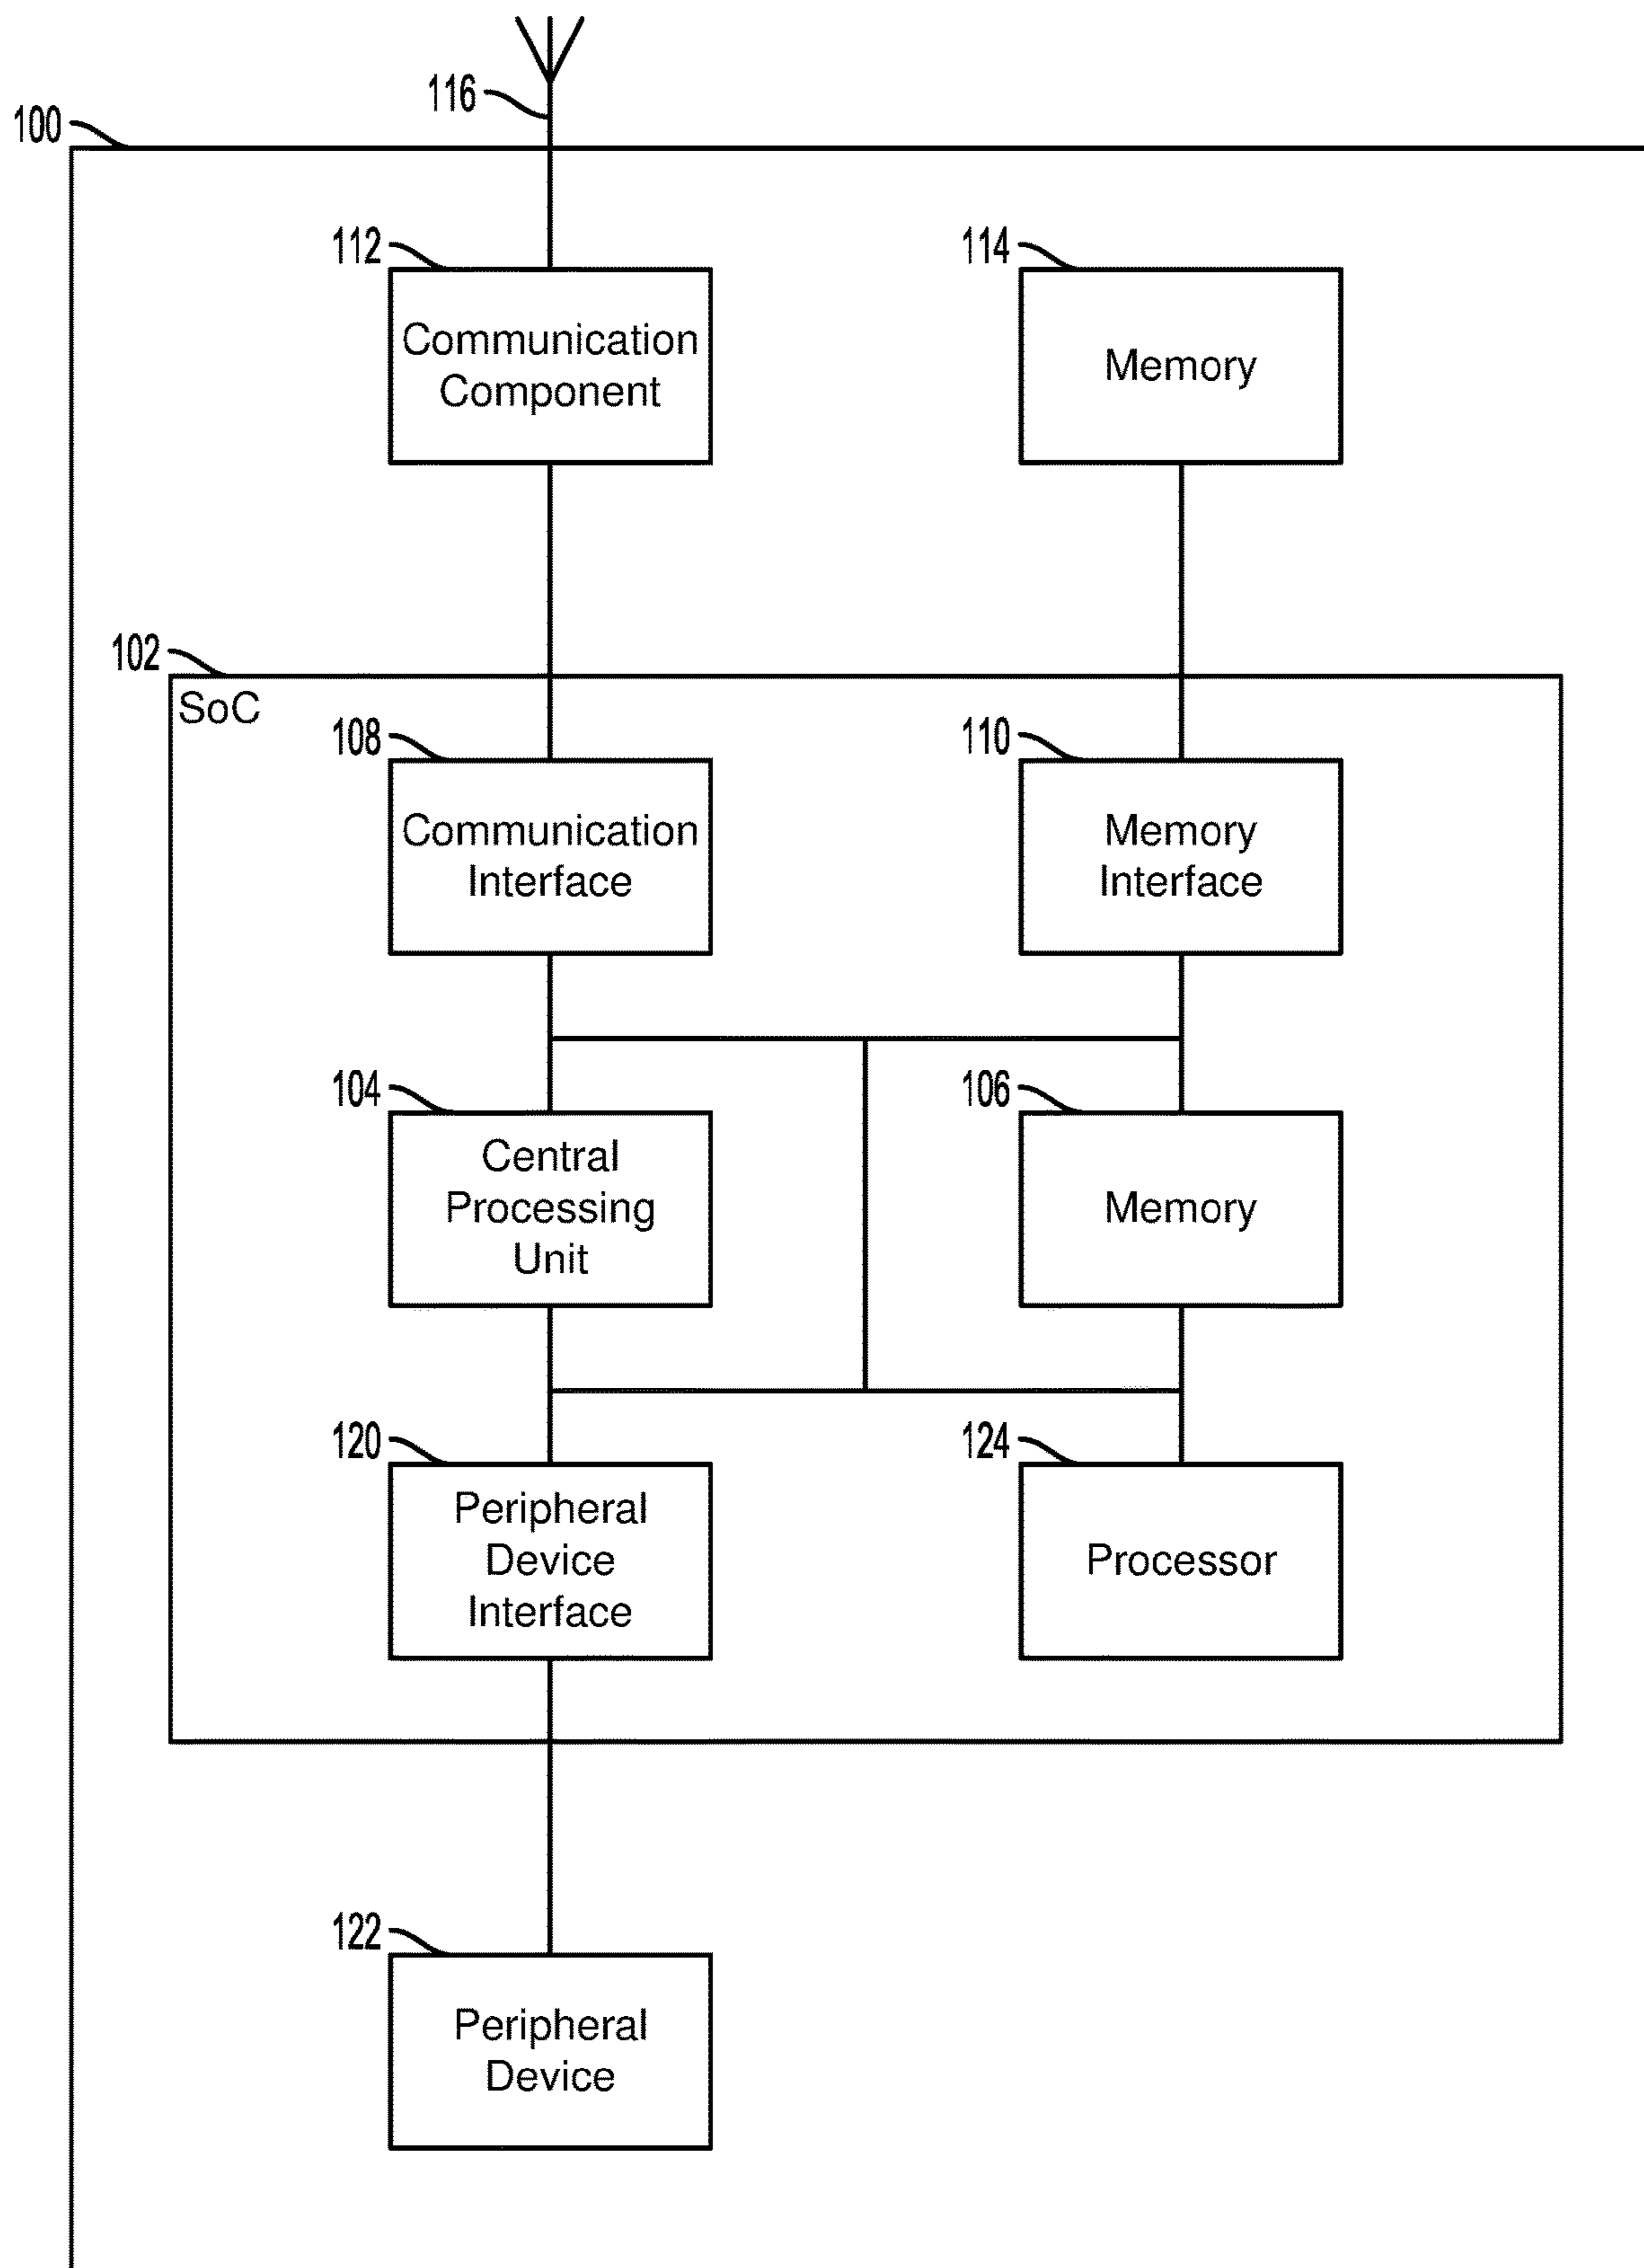 116
100
112
Communication
Component
114
Memory
102
SoC
108
Communication
Interface
110
Memory
Interface
104
Central
Processing
Unit
106
Memory
120
Peripheral
Device
Interface
124
Processor
122
Peripheral
Device